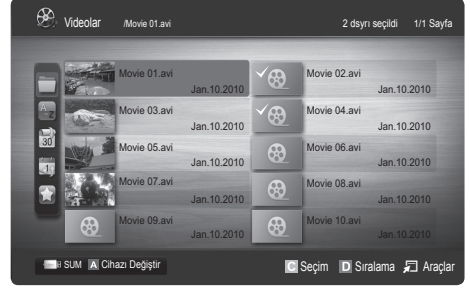 Videolar /Movie 01.avi 2 dsyrı seçildi 1/1 Sayfa
Movie 01.avi Movie 02.avi
Jan.10.2010 Jan.10.2010
Movie 03.avi Movie 04.avi
Jan.10.2010 Jan.10.2010
Movie 05.avi Movie 06.avi
Jan.10.2010 Jan.10.2010
Movie 07.avi Movie 08.avi
Jan.10.2010 Jan.10.2010
Movie 09.avi Movie 10.avi
Jan.10.2010 Jan.10.2010
A Z
30
SUM A Cihazı Değiştir C Seçim D Sıralama Araçlar